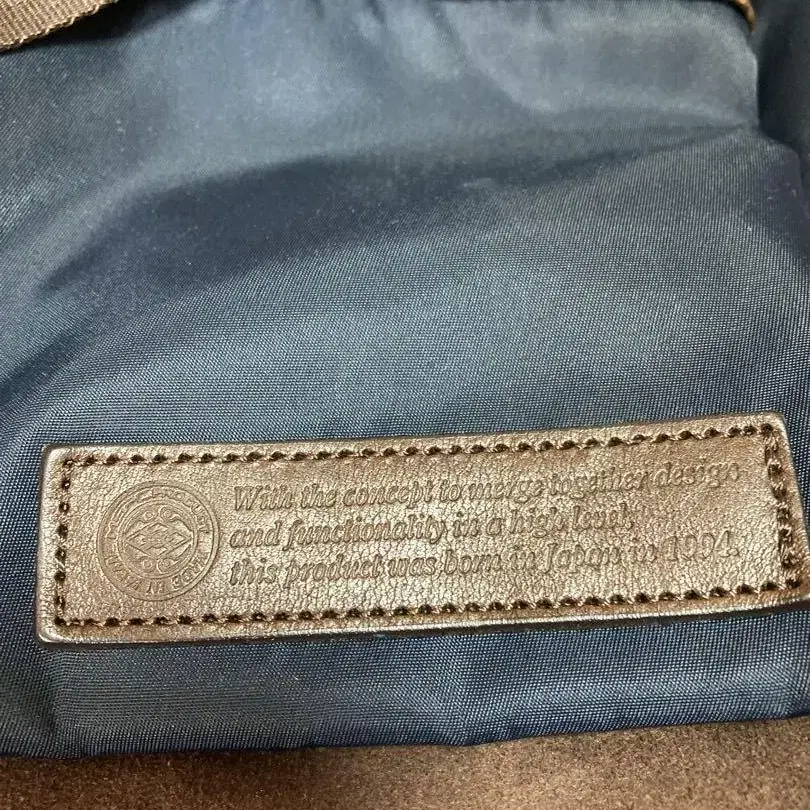 With the concept to merge together design
and functionality in a high level,
this product was born in Japan in 1994.